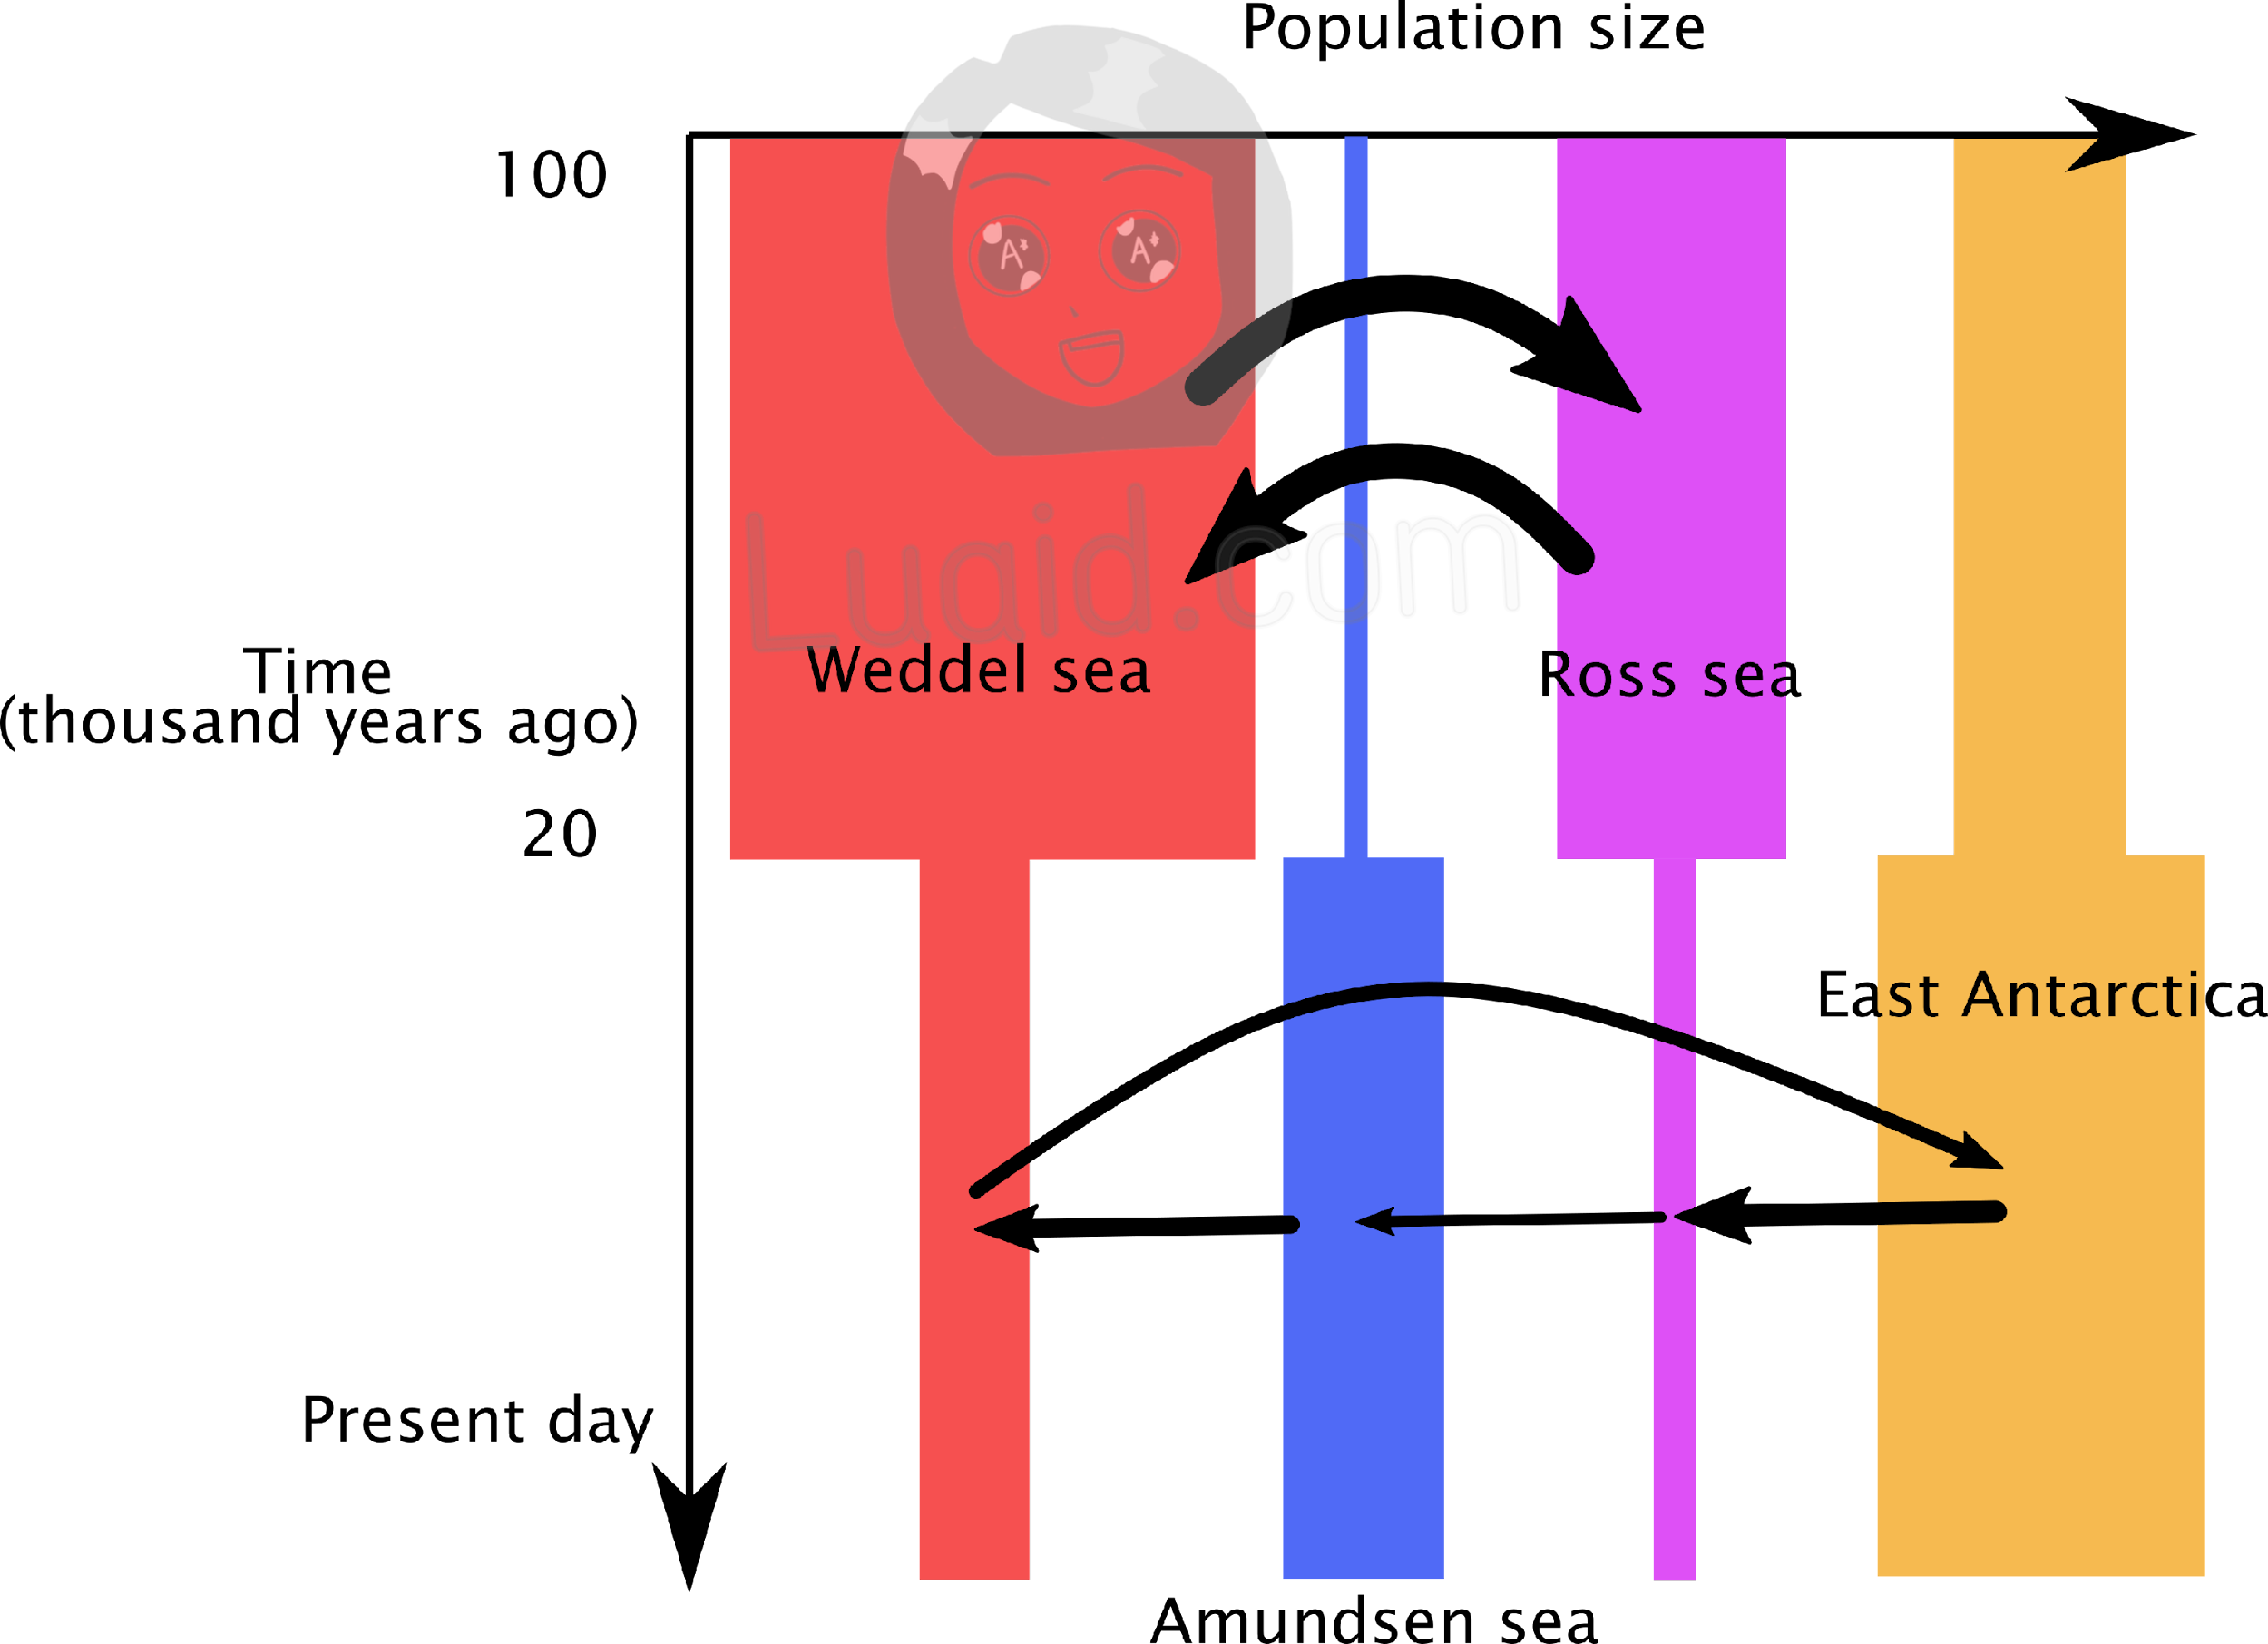 Population size
100
A+ A+
Luaid.com
Weddel sea
Ross sea
Time
(thousand years ago)
20
East Antarctica
Present day
Amundsen sea